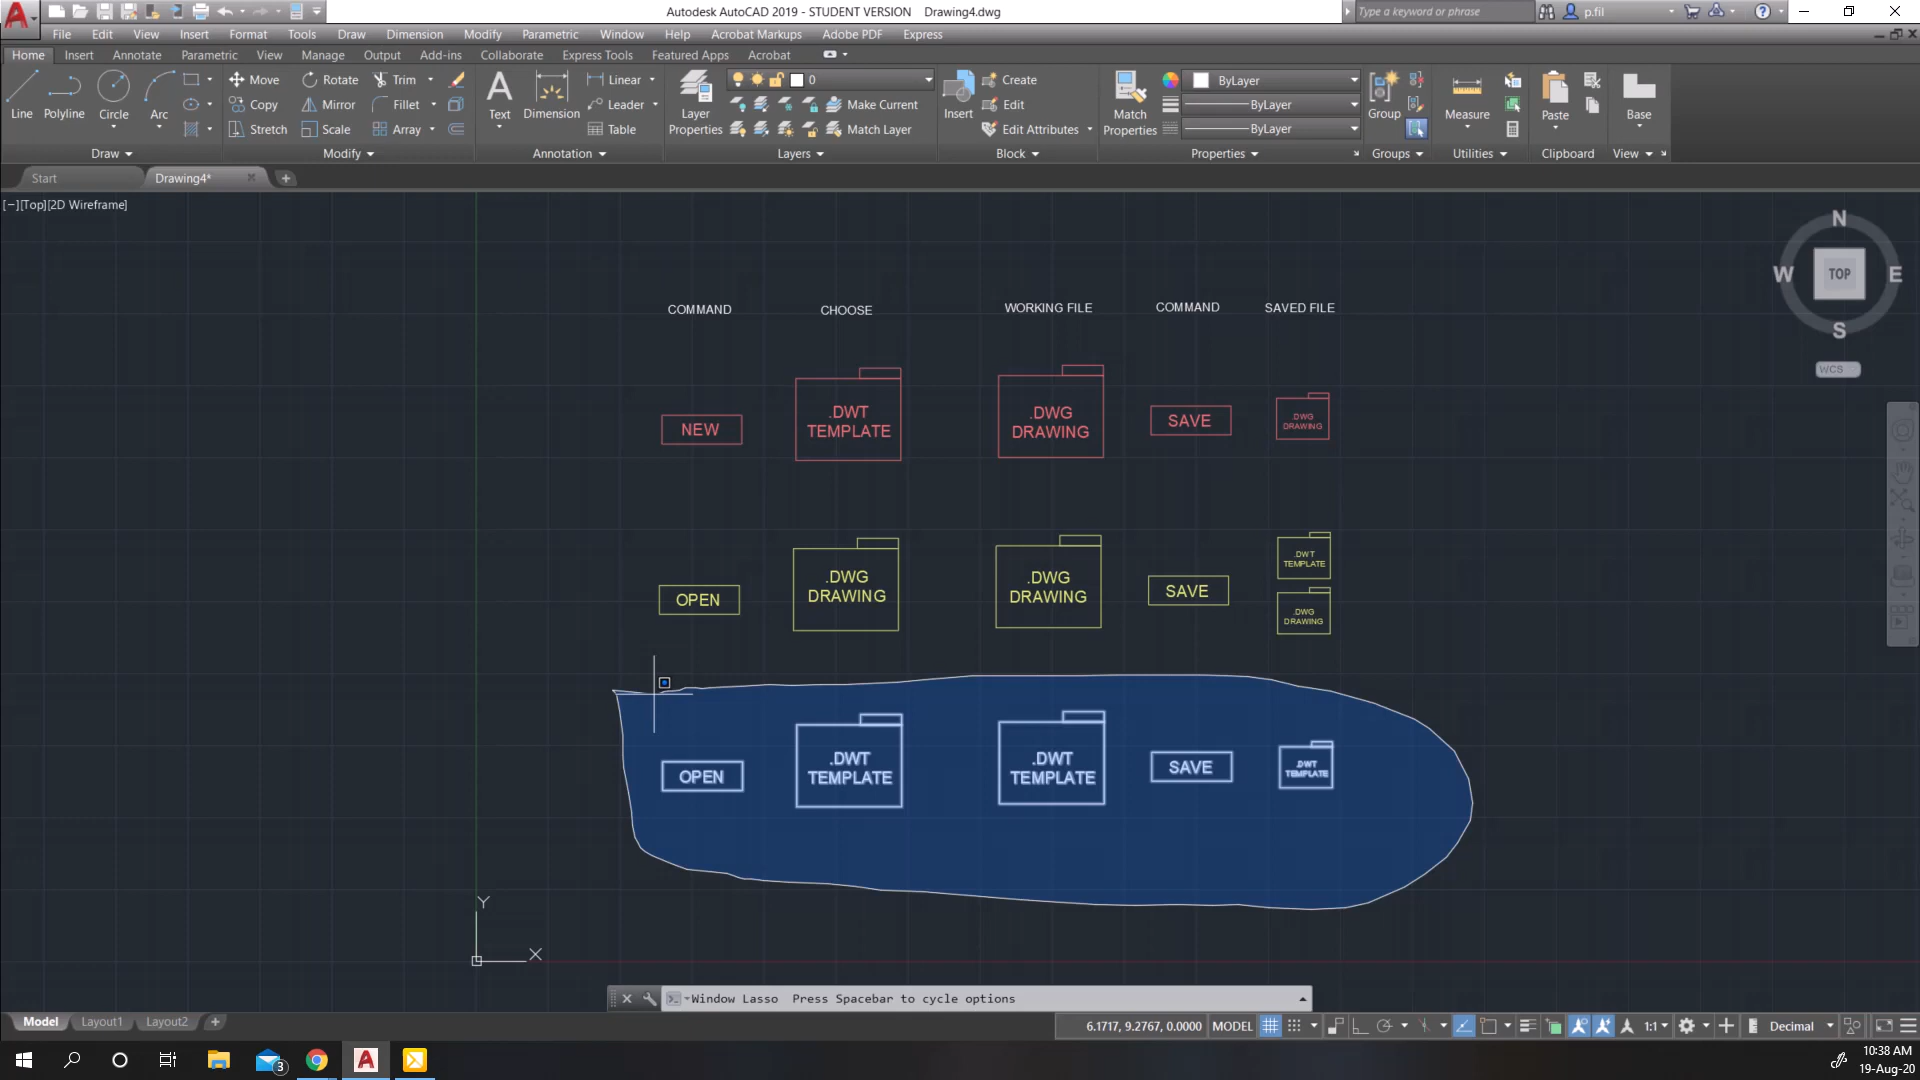 Autodesk AutoCAD 2019 - STUDENT VERSION    Drawing4.dwg
Type a keyword or phrase
p.fil
File Edit View Insert Format Tools Draw Dimension Modify Parametric Window Help Acrobat Markups Adobe PDF Express
Home Insert Annotate Parametric View Manage Output Add-ins Collaborate Express Tools Featured Apps Acrobat
Line
Polyline
Circle
Arc
Draw
Move
Rotate
Trim
Copy
Mirror
Fillet
Stretch
Scale
Array
Modify
Text
Dimension
Linear
Leader
Table
Annotation
Layer
Properties
0
Make Current
Match Layer
Layers
Insert
Create
Edit
Edit Attributes
Block
Match
Properties
ByLayer
ByLayer
ByLayer
Properties
Group
Groups
Measure
Utilities
Paste
Clipboard
Base
View
Start
Drawing4*
[−][Top][2D Wireframe]
N
W
TOP
E
S
WCS
COMMAND
CHOOSE
WORKING FILE
COMMAND
SAVED FILE
NEW
.DWT
TEMPLATE
.DWG
DRAWING
SAVE
.DWG
DRAWING
OPEN
.DWG
DRAWING
.DWG
DRAWING
SAVE
.DWT
TEMPLATE
.DWG
DRAWING
OPEN
.DWT
TEMPLATE
.DWT
TEMPLATE
SAVE
.DWT
TEMPLATE
Y
X
Window Lasso  Press Spacebar to cycle options
Model
Layout1
Layout2
6.1717, 9.2767, 0.0000
MODEL
1:1
Decimal
3
10:38 AM
19-Aug-20